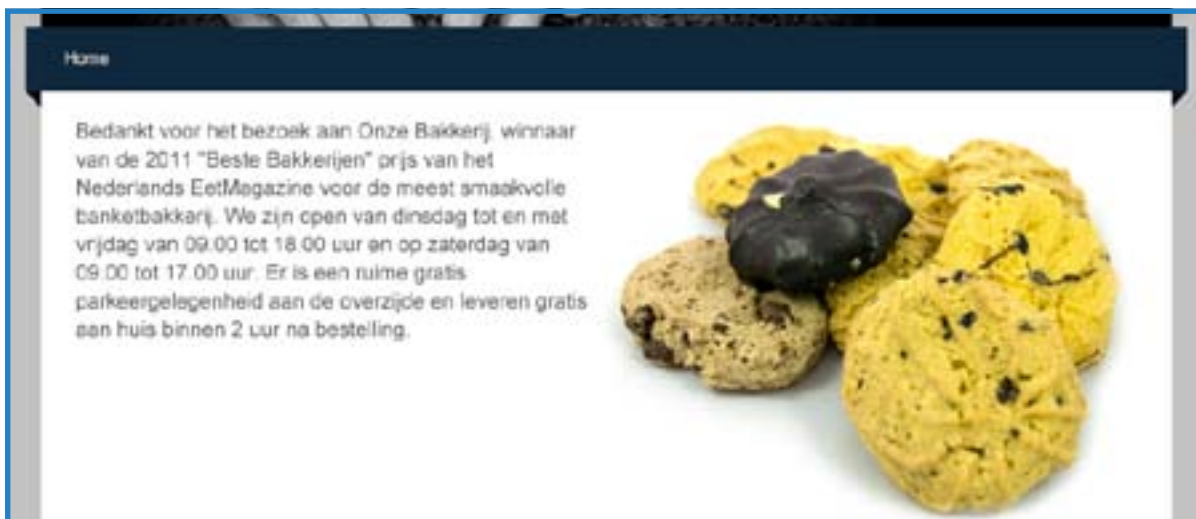 Home
Bedankt voor het bezoek aan Onze Bakkerij, winnaar
van de 2011 "Beste Bakkerijen" prijs van het
Nederlands EetMagazine voor de meest smaakvolle
banketbakkerij. We zijn open van dinsdag tot en met
vrijdag van 09.00 tot 18.00 uur en op zaterdag van
09.00 tot 17.00 uur. Er is een ruime gratis
parkeergelegenheid aan de overzijde en leveren gratis
aan huis binnen 2 uur na bestelling.